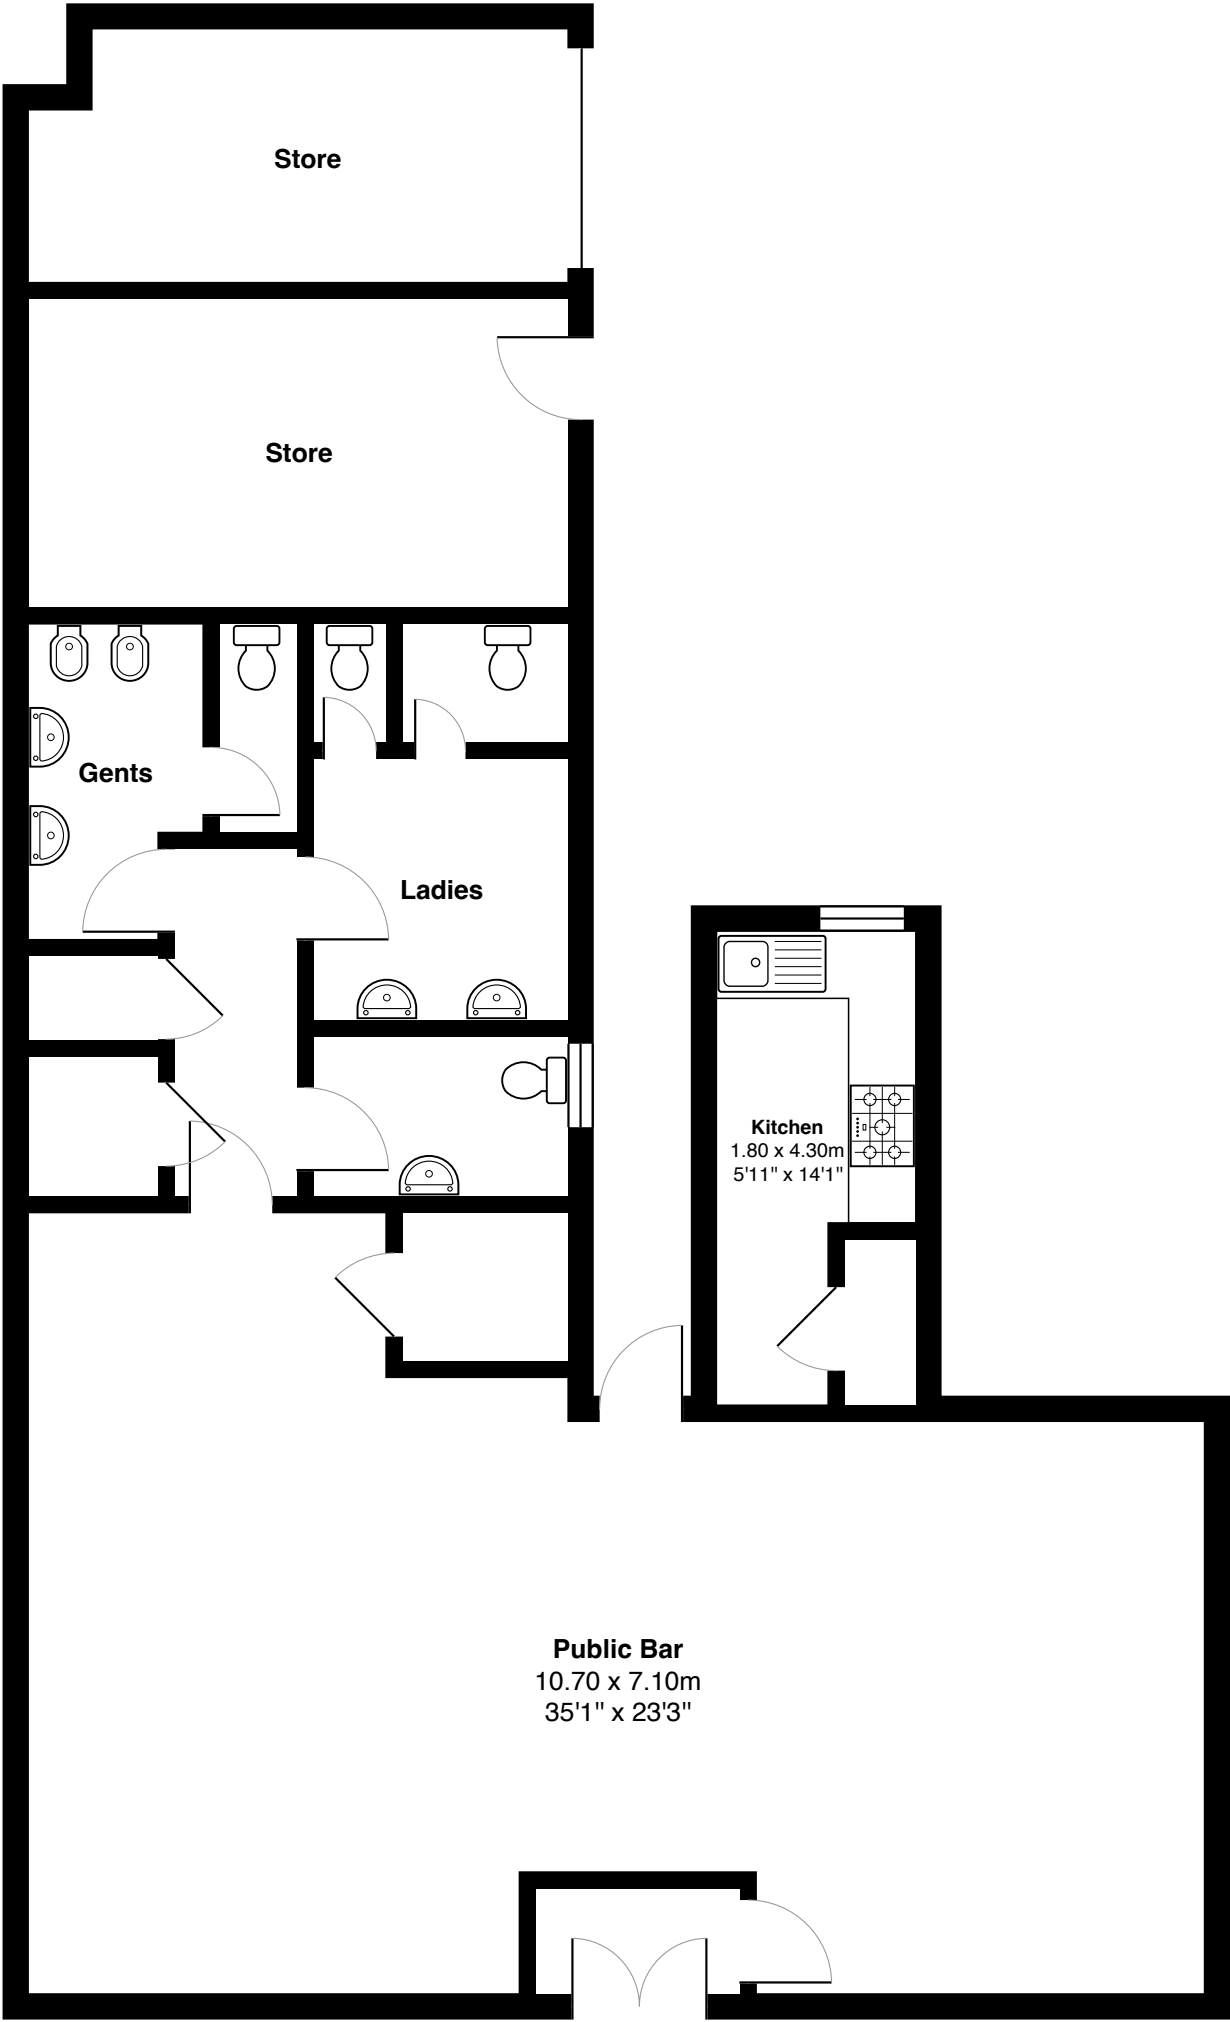 Store
Store
Gents
Ladies
Kitchen
1.80 x 4.30m
5'11" x 14'1"
Public Bar
10.70 x 7.10m
35'1" x 23'3"